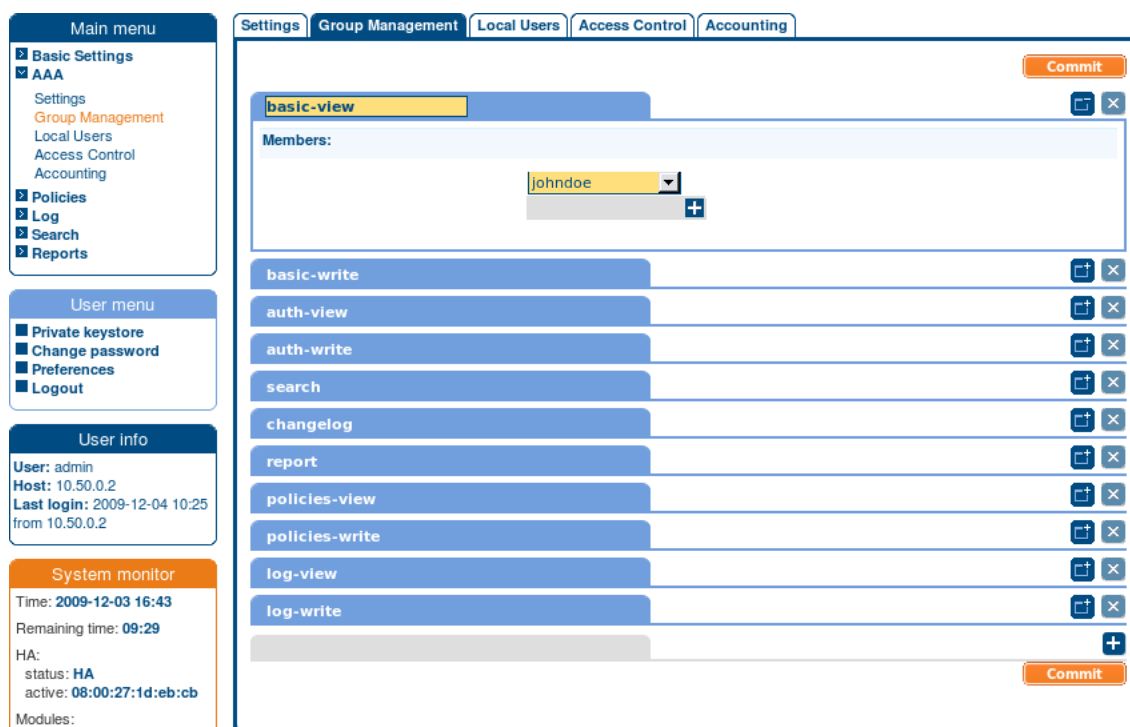 Main menu
Basic Settings
AAA
Settings
Group Management
Local Users
Access Control
Accounting
Policies
Log
Search
Reports
User menu
Private keystore
Change password
Preferences
Logout
User info
User: admin
Host: 10.50.0.2
Last login: 2009-12-04 10:25
from 10.50.0.2
System monitor
Time: 2009-12-03 16:43
Remaining time: 09:29
HA:
status: HA
active: 08:00:27:1d:eb:cb
Modules:
Settings Group Management Local Users Access Control Accounting
Commit
basic-view
Members:
johndoe
basic-write
auth-view
auth-write
search
changelog
report
policies-view
policies-write
log-view
log-write
Commit